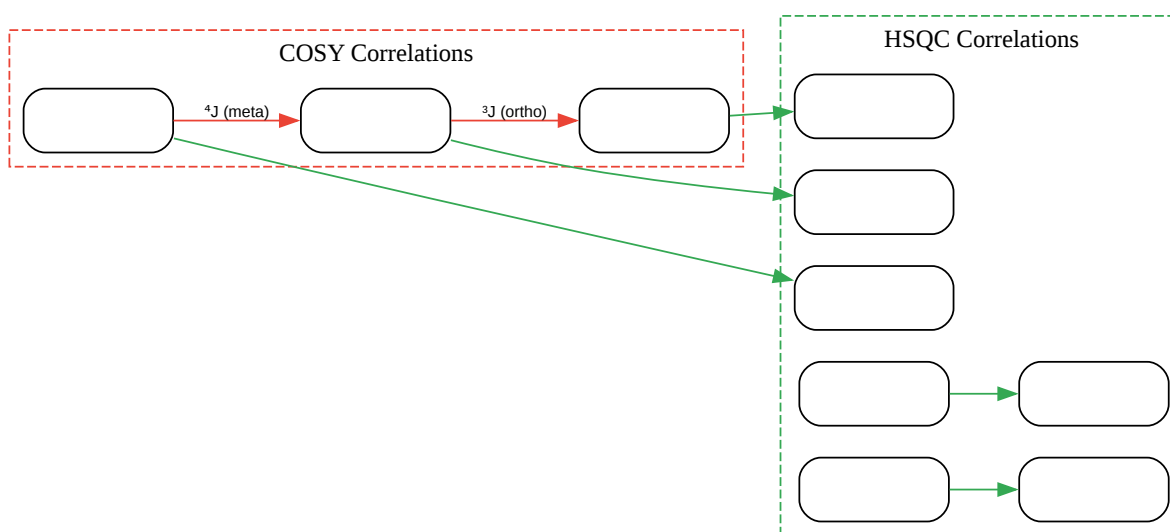 COSY Correlations
HSQC Correlations
⁴J (meta)
³J (ortho)